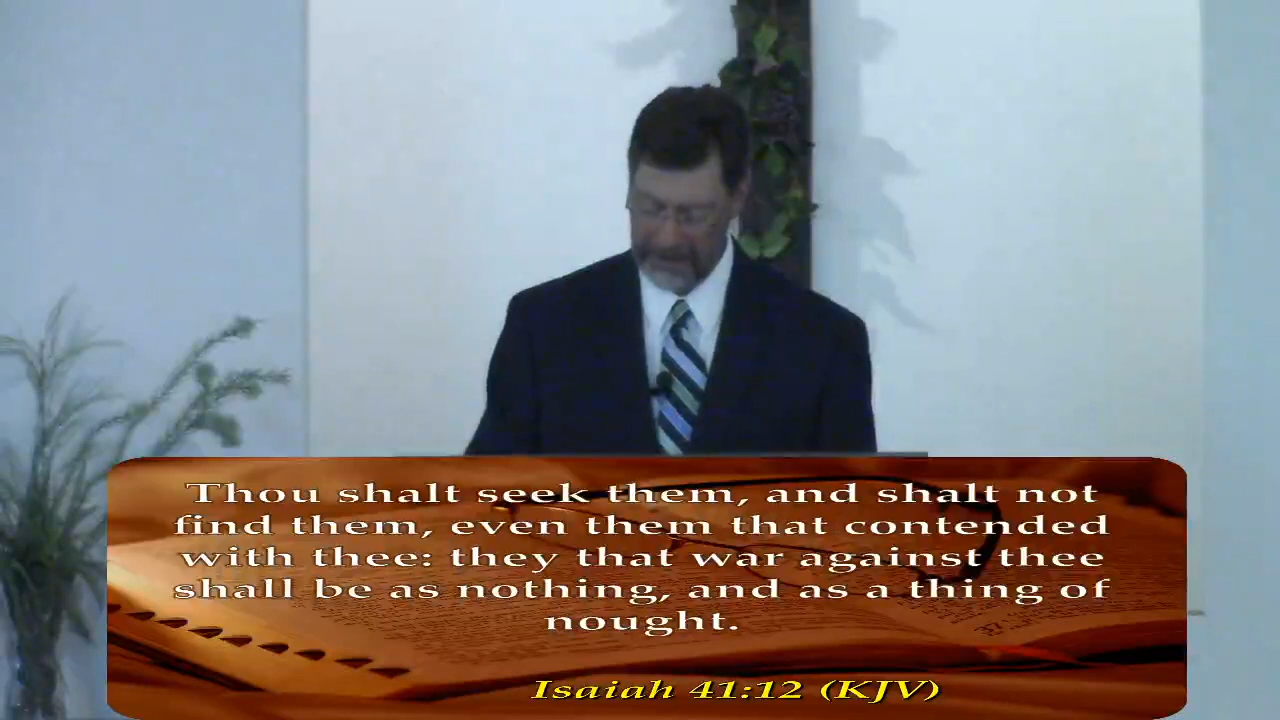 Thou shalt seek them, and shalt not
find them, even them that contended
with thee: they that war against thee
shall be as nothing, and as a thing of
nought.
Isaiah 41:12 (KJV)